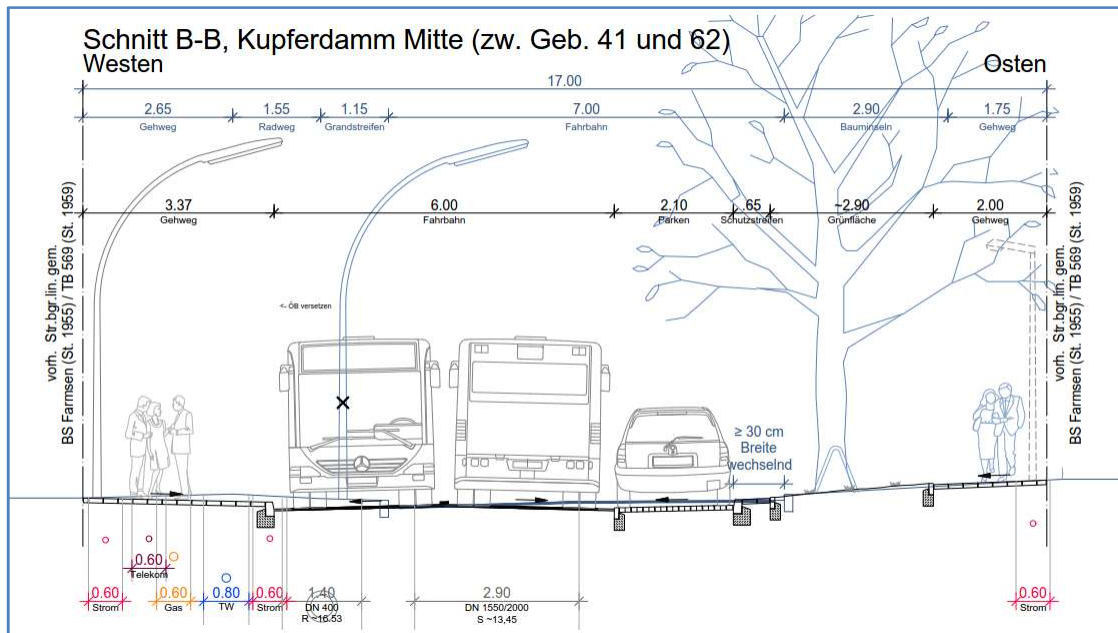 Schnitt B-B, Kupferdamm Mitte (zw. Geb. 41 und 62)
Westen
Osten
17.00
2.65
1.55
1.15
7.00
2.90
1.75
Gehweg
Radweg
Grandstreifen
Fahrbahn
Bauminseln
Gehweg
3.37
6.00
2.10
.65
~2.90
2.00
Gehweg
Fahrbahn
Parken
Schutzstreifen
Grünfläche
Gehweg
vorh. Str.bgr.lin. gem.
BS Farmsen (St. 1955) / TB 569 (St. 1959)
<- ÖB versetzen
≥ 30 cm
Breite
wechselnd
vorh. Str.bgr.lin. gem.
BS Farmsen (St. 1955) / TB 569 (St. 1959)
0.60
Telekom
0.60
0.60
0.80
0.60
1.40
2.90
0.60
Strom
Gas
TW
Strom
DN 400
DN 1550/2000
Strom
R ~16.53
S ~13,45